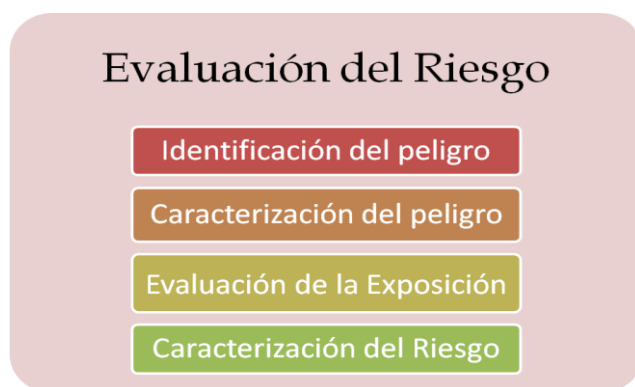 Evaluación del Riesgo
Identificación del peligro
Caracterización del peligro
Evaluación de la Exposición
Caracterización del Riesgo